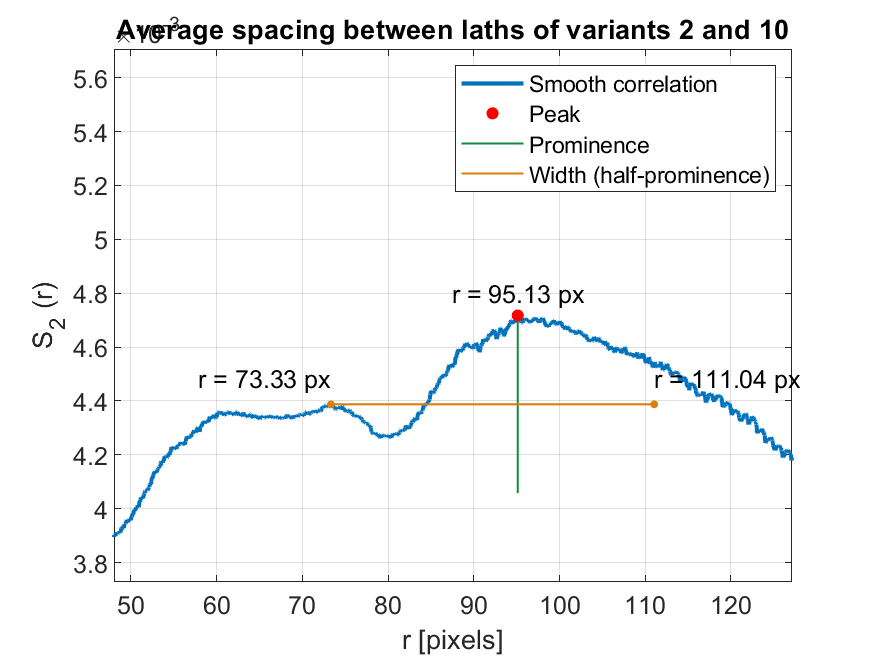 Average spacing between laths of variants 2 and 10
×10⁻³
5.6
5.4
5.2
5
4.8
4.6
4.4
4.2
4
3.8
S₂ (r)
Smooth correlation
Peak
Prominence
Width (half-prominence)
r = 95.13 px
r = 73.33 px
r = 111.04 px
50 60 70 80 90 100 110 120
r [pixels]